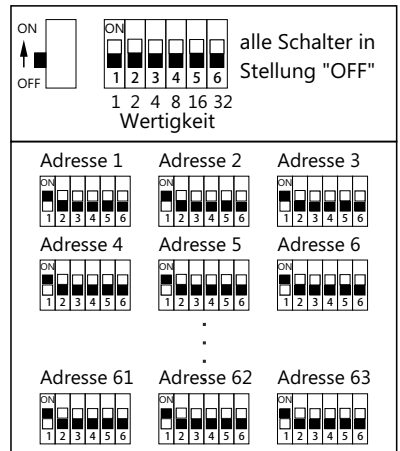 ON
OFF
ON
1 2 3 4 5 6
alle Schalter in
Stellung "OFF"
1 2 4 8 16 32
Wertigkeit
Adresse 1 Adresse 2 Adresse 3
ON ON ON
1 2 3 4 5 6 1 2 3 4 5 6 1 2 3 4 5 6
Adresse 4 Adresse 5 Adresse 6
ON ON ON
1 2 3 4 5 6 1 2 3 4 5 6 1 2 3 4 5 6
Adresse 61 Adresse 62 Adresse 63
ON ON ON
1 2 3 4 5 6 1 2 3 4 5 6 1 2 3 4 5 6